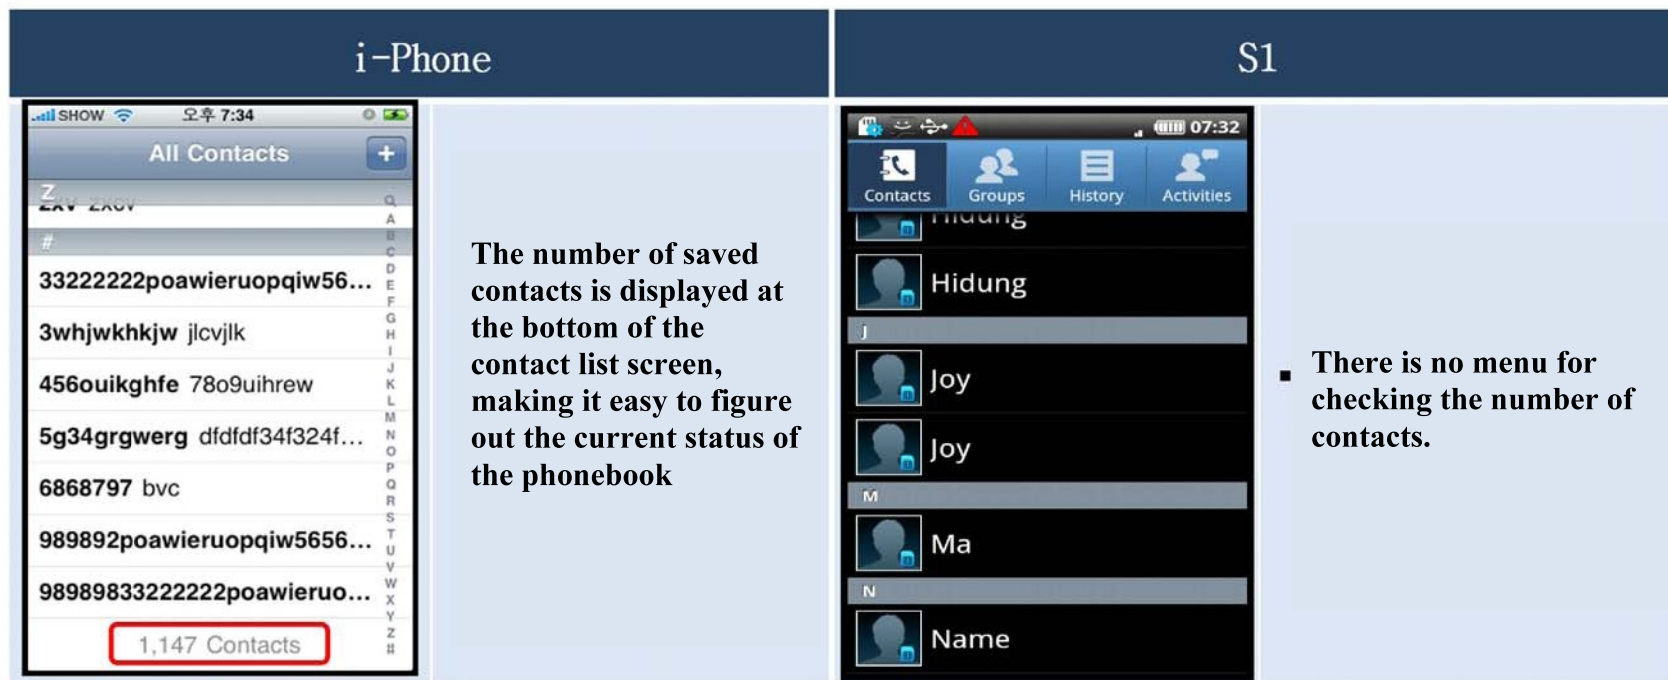 i-Phone
S1
SHOW 오후 7:34
All Contacts +
Z
zxv zxcv
#
33222222poawieruopqiw56...
3whjwkhkjw jlcvjlk
456ouikghfe 78o9uihrew
5g34grgwerg dfdfdf34f324f...
6868797 bvc
989892poawieruopqiw5656...
98989833222222poawieruo...
1,147 Contacts
A
B
C
D
E
F
G
H
I
J
K
L
M
N
O
P
Q
R
S
T
U
V
W
X
Y
Z
#
The number of saved
contacts is displayed at
the bottom of the
contact list screen,
making it easy to figure
out the current status of
the phonebook
07:32
Contacts Groups History Activities
Hidung
Hidung
J
Joy
Joy
M
Ma
N
Name
▪ There is no menu for
checking the number of
contacts.